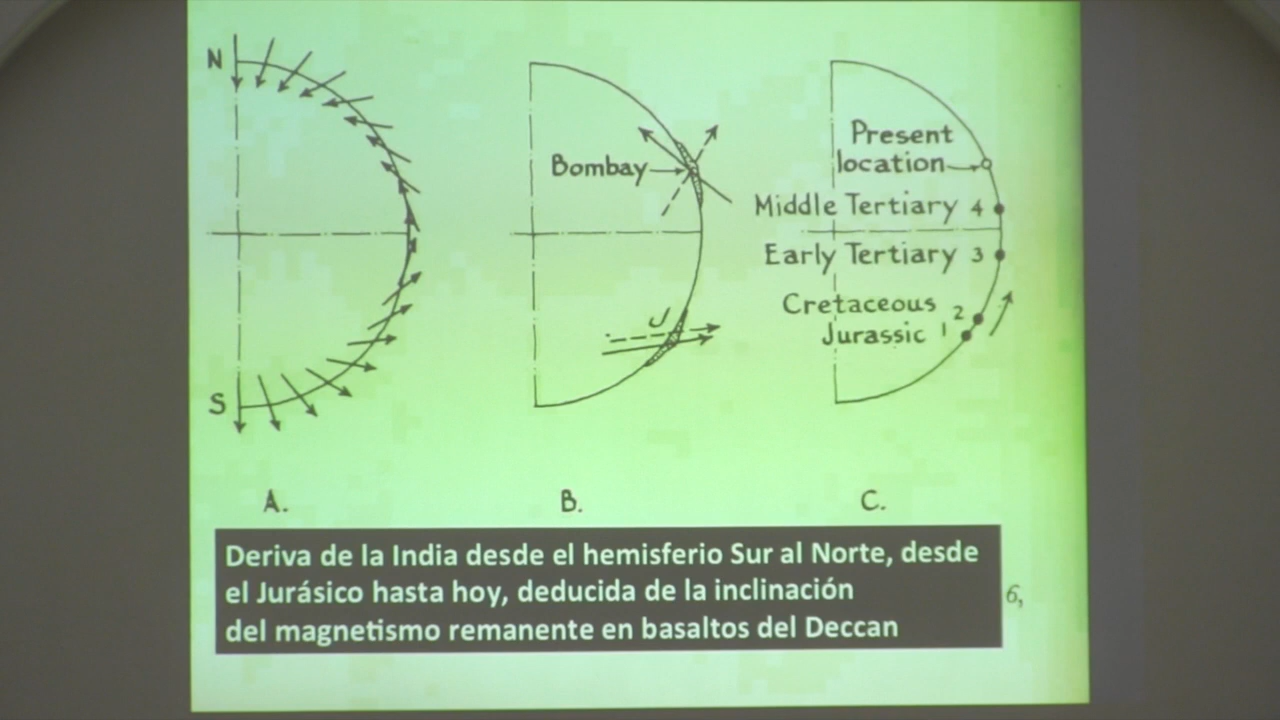 N
S
A.
Bombay
J
B.
Present
location
Middle Tertiary 4
Early Tertiary 3
Cretaceous 2
Jurassic 1
C.
Deriva de la India desde el hemisferio Sur al Norte, desde
el Jurásico hasta hoy, deducida de la inclinación
del magnetismo remanente en basaltos del Deccan
6,